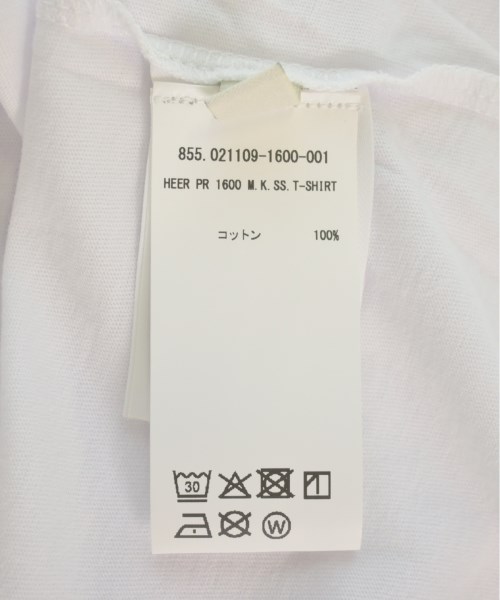 855.021109-1600-001
HEER PR 1600 M.K.SS.T-SHIRT
コットン 100%
30
W